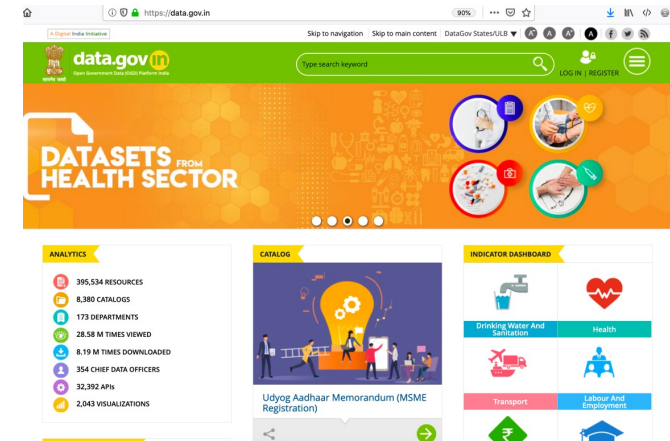 https://data.gov.in
90%
A Digital India Initiative
Skip to navigation
Skip to main content
DataGov States/ULB
A
A
A
A
सत्यमेव जयते
data.gov in
Open Government Data (OGD) Platform India
Type search keyword
LOG IN | REGISTER
DATASETS FROM
HEALTH SECTOR
ANALYTICS
395,534 RESOURCES
8,380 CATALOGS
173 DEPARTMENTS
28.58 M TIMES VIEWED
8.19 M TIMES DOWNLOADED
354 CHIEF DATA OFFICERS
32,392 APIs
2,043 VISUALIZATIONS
CATALOG
Udyog Aadhaar Memorandum (MSME
Registration)
INDICATOR DASHBOARD
Drinking Water And
Sanitation
Health
Transport
Labour And
Employment